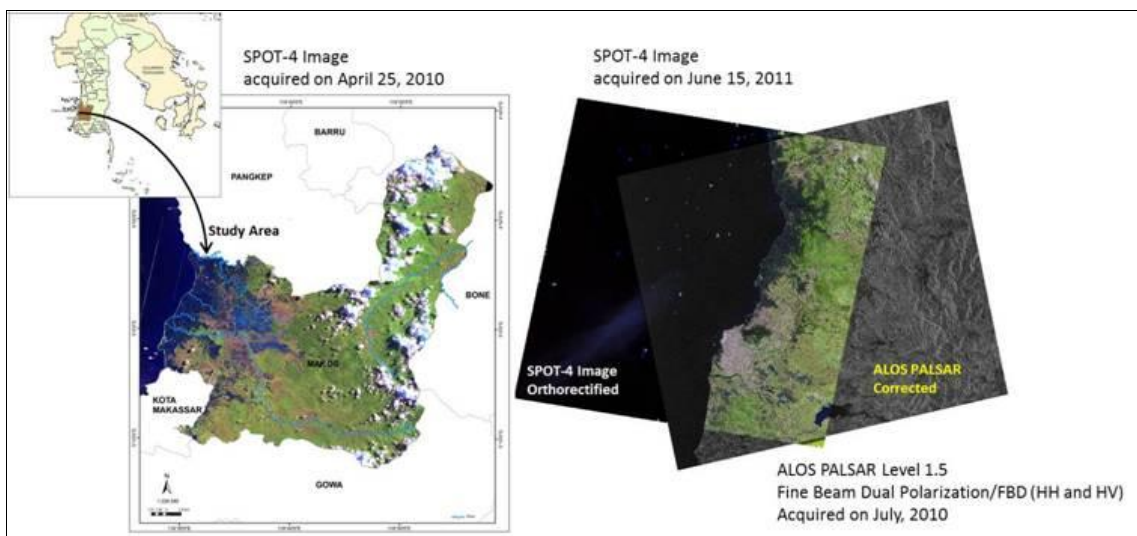 SPOT-4 Image
acquired on April 25, 2010
BARRU
PANGKEP
Study Area
BONE
MAROS
KOTA
MAKASSAR
GOWA
N
SPOT-4 Image
acquired on June 15, 2011
SPOT-4 Image
Orthorectified
ALOS PALSAR
Corrected
ALOS PALSAR Level 1.5
Fine Beam Dual Polarization/FBD (HH and HV)
Acquired on July, 2010